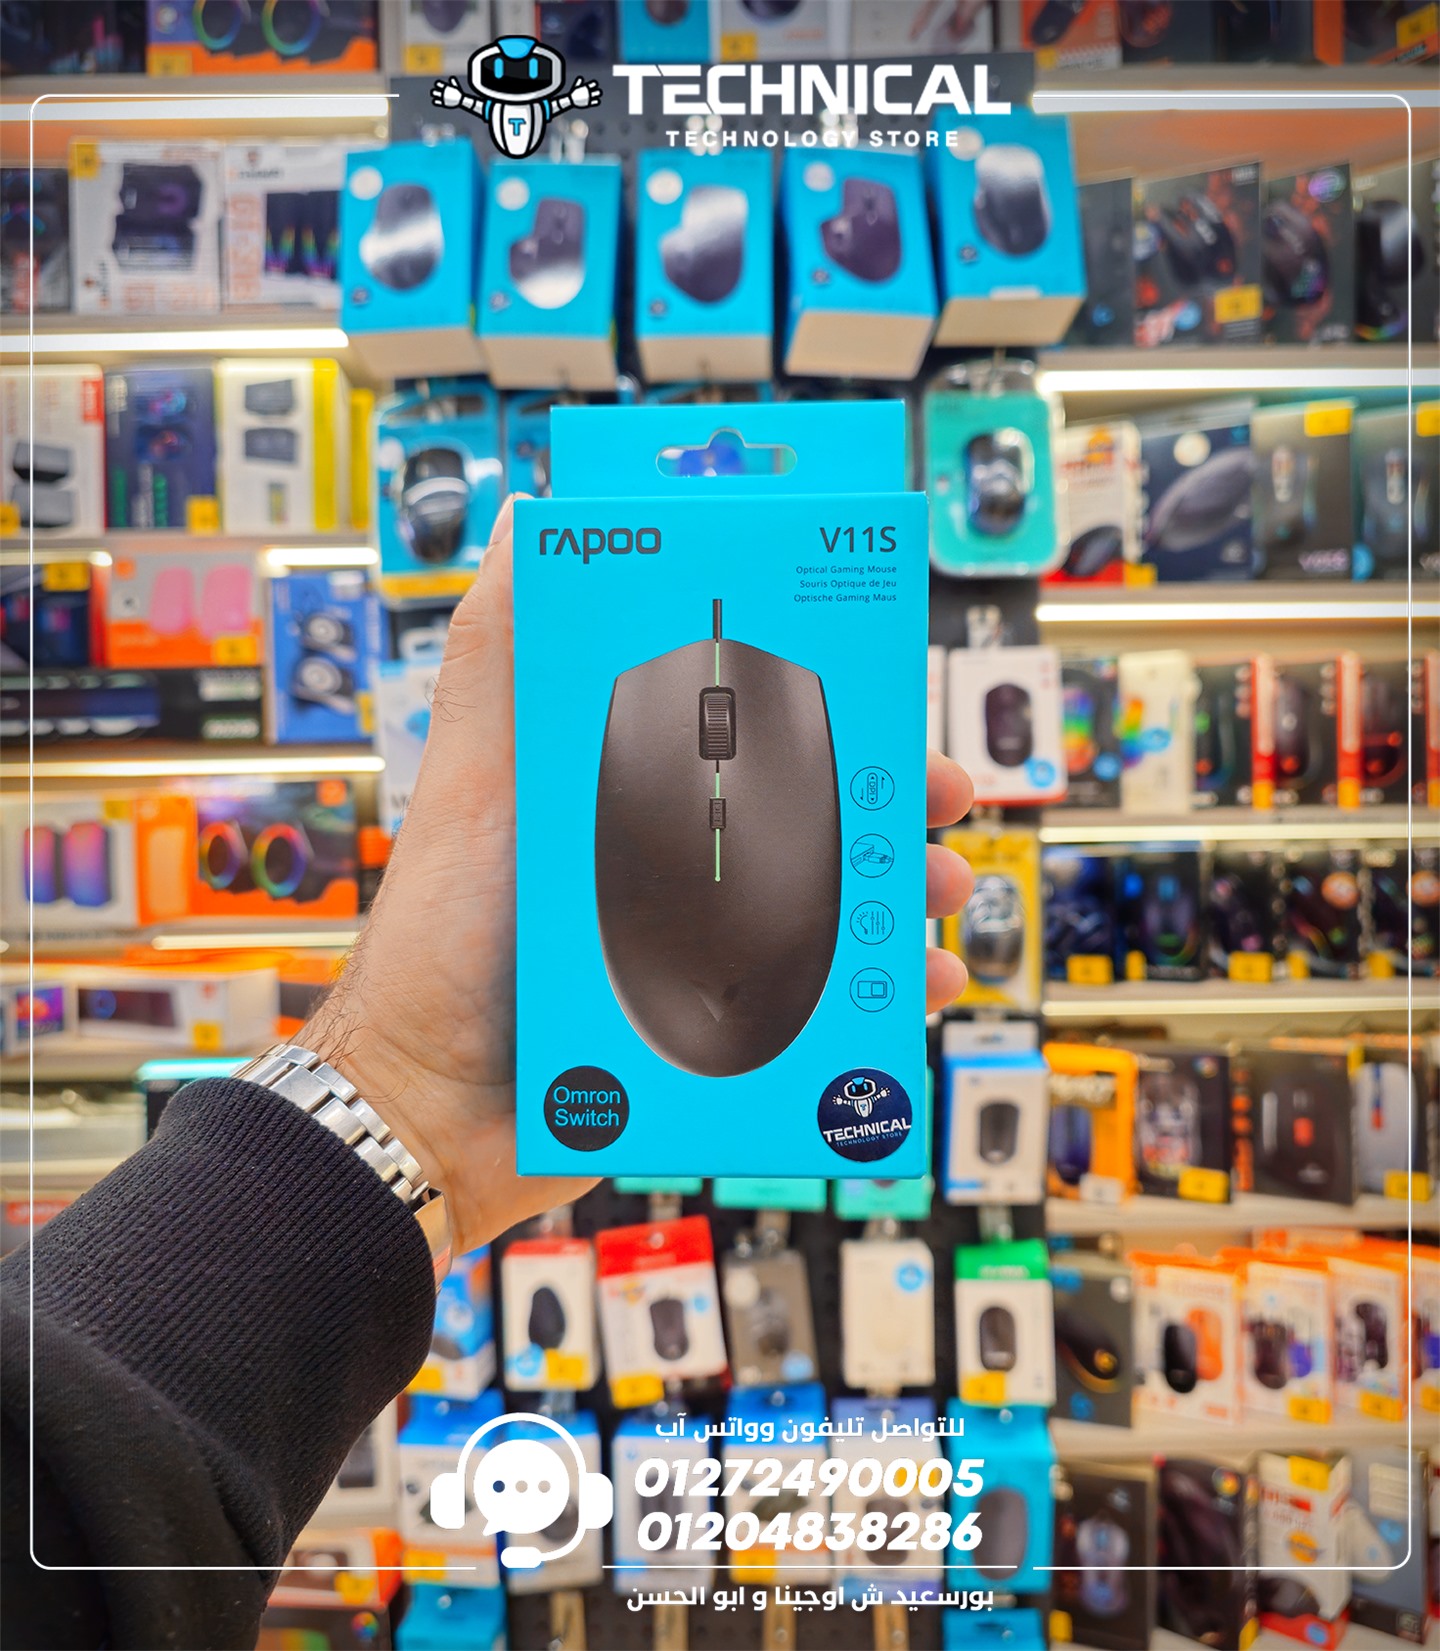 TECHNICAL
TECHNOLOGY STORE
rapoo
V11S
Optical Gaming Mouse
Souris Optique de Jeu
Optische Gaming Maus
DPI
Omron
Switch
TECHNICAL
TECHNOLOGY STORE
للتواصل تليفون وواتس آب
01272490005
01204838286
بورسعيد ش اوجينا و ابو الحسن